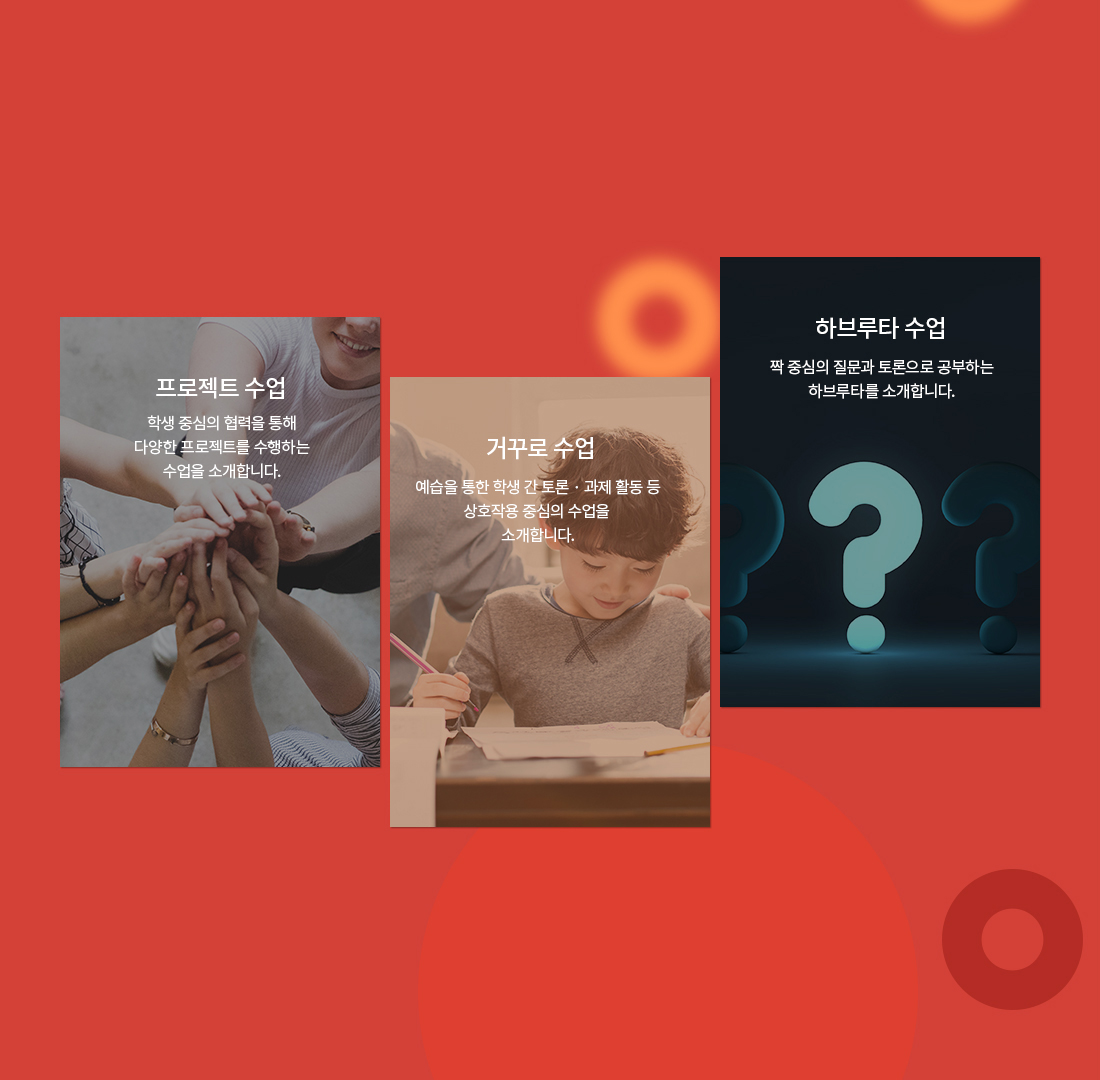 프로젝트 수업
학생 중심의 협력을 통해
다양한 프로젝트를 수행하는
수업을 소개합니다.
거꾸로 수업
예습을 통한 학생 간 토론 · 과제 활동 등
상호작용 중심의 수업을
소개합니다.
하브루타 수업
짝 중심의 질문과 토론으로 공부하는
하브루타를 소개합니다.